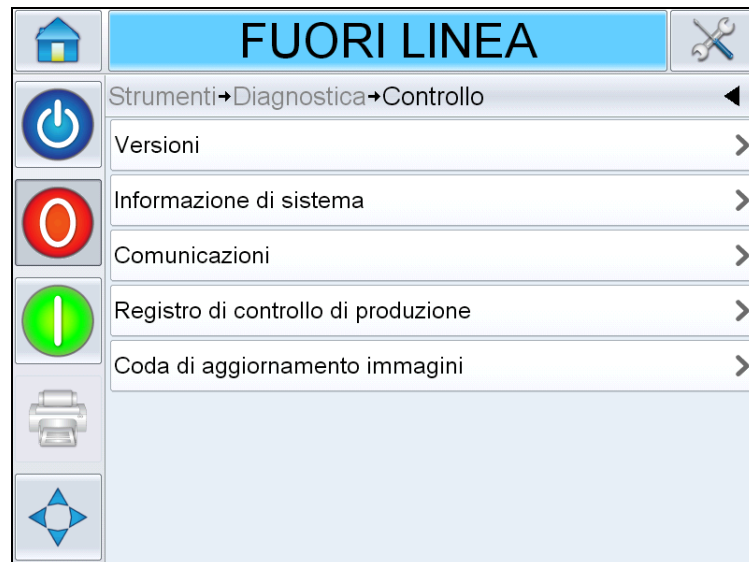 FUORI LINEA
Strumenti→Diagnostica→Controllo
Versioni
Informazione di sistema
Comunicazioni
Registro di controllo di produzione
Coda di aggiornamento immagini